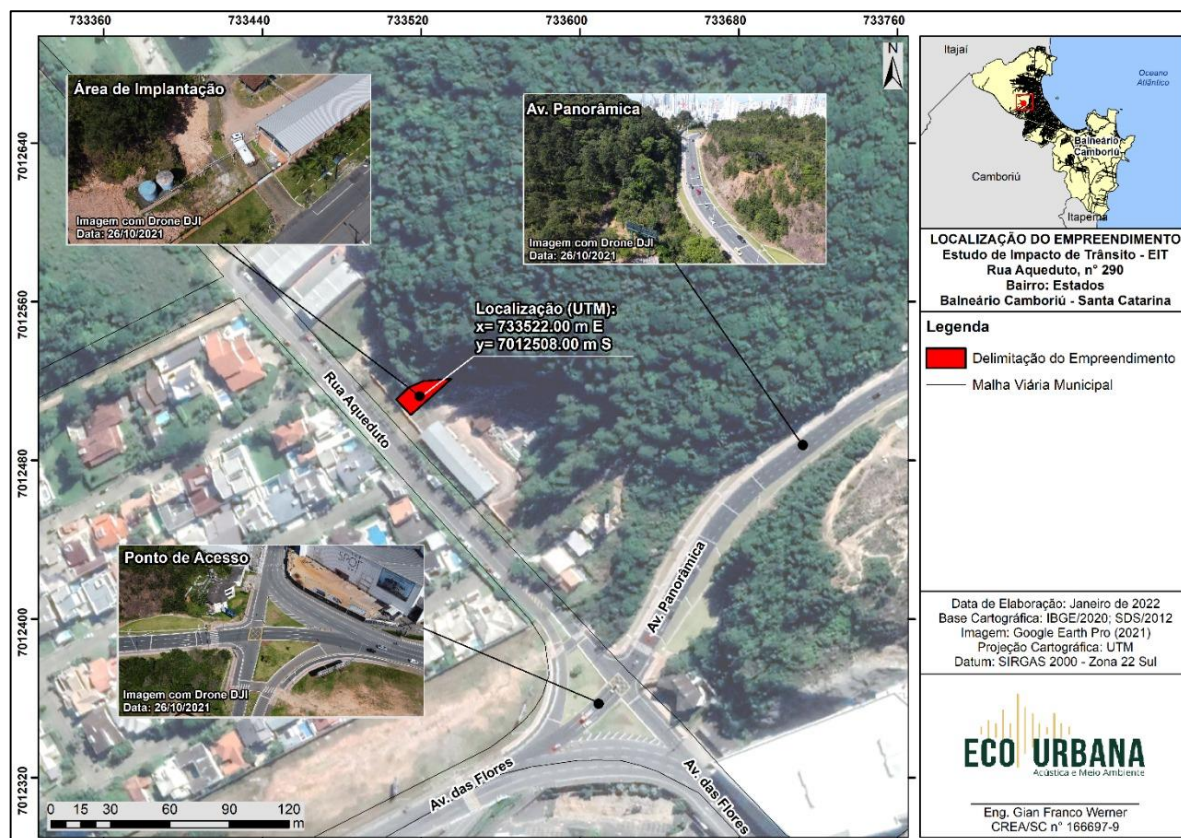 733360
733440
733520
733600
733680
733760
7012640
7012560
7012480
7012400
7012320
N
Área de Implantação
Imagem com Drone DJI
Data: 26/10/2021
Av. Panorâmica
Imagem com Drone DJI
Data: 26/10/2021
Localização (UTM):
x= 733522.00 m E
y= 7012508.00 m S
Rua Aqueduto
Av. Panorâmica
Ponto de Acesso
Imagem com Drone DJI
Data: 26/10/2021
Av. das Flores
Av. das Flores
0 15 30 60 90 120
m
Itajaí
Oceano
Atlântico
Balneário
Camboriú
Camboriú
Itapema
LOCALIZAÇÃO DO EMPREENDIMENTO
Estudo de Impacto de Trânsito - EIT
Rua Aqueduto, n° 290
Bairro: Estados
Balneário Camboriú - Santa Catarina
Legenda
Delimitação do Empreendimento
Malha Viária Municipal
Data de Elaboração: Janeiro de 2022
Base Cartográfica: IBGE/2020; SDS/2012
Imagem: Google Earth Pro (2021)
Projeção Cartográfica: UTM
Datum: SIRGAS 2000 - Zona 22 Sul
ECO URBANA
Acústica e Meio Ambiente
Eng. Gian Franco Werner
CREA/SC n° 166697-9